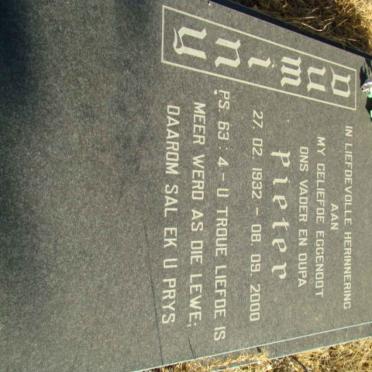 Duminy
IN LIEFDEVOLLE HERINNERING
AAN
MY GELIEFDE EGGENOOT
ONS VADER EN OUPA
Pieter
27. 02. 1932 – 08. 09. 2000
PS. 63 : 4 – U TROUE LIEFDE IS
MEER WERD AS DIE LEWE;
DAAROM SAL EK U PRYS